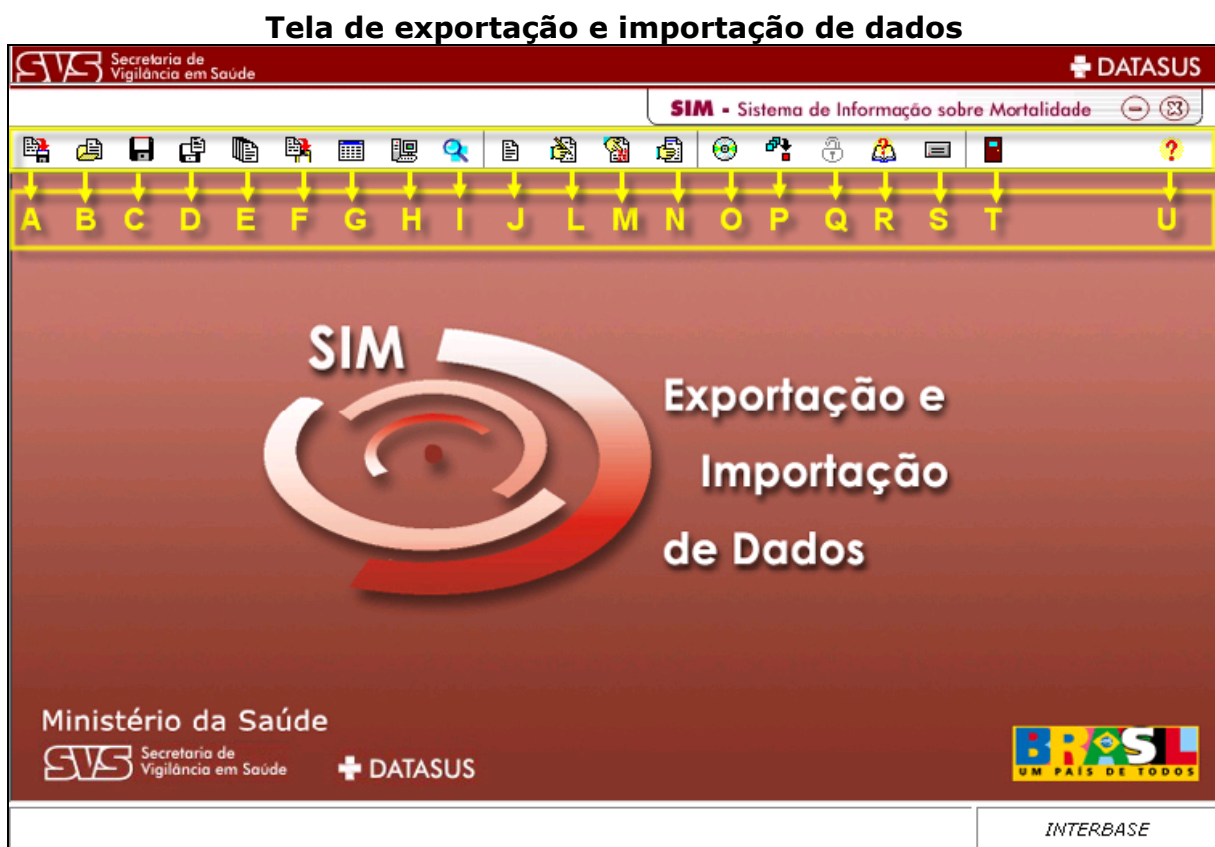 Tela de exportação e importação de dados
SVS Secretaria de
Vigilância em Saúde
DATASUS
SIM - Sistema de Informação sobre Mortalidade
?
A B C D E F G H I J L M N O P Q R S T U
SIM
Exportação e
Importação
de Dados
Ministério da Saúde
SVS Secretaria de
Vigilância em Saúde
DATASUS
BRASIL
UM PAÍS DE TODOS
INTERBASE